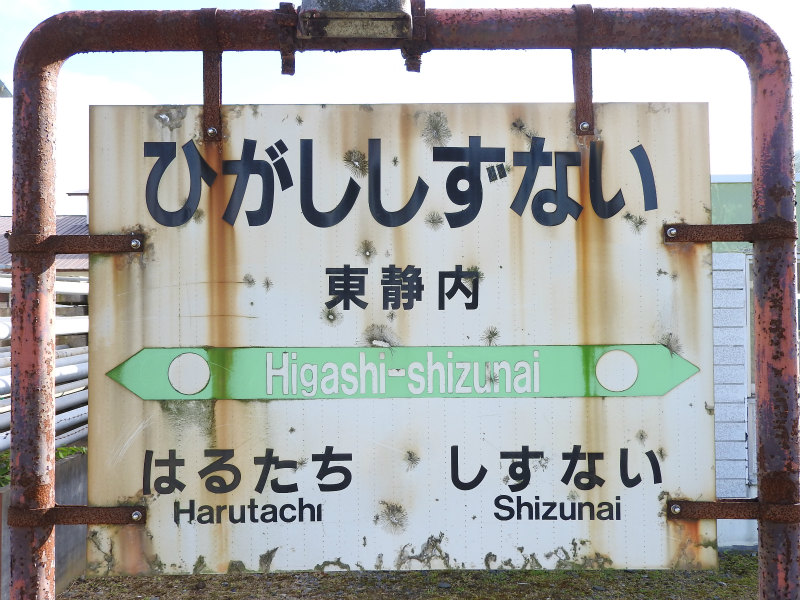 ひがししずない
東静内
Higashi-shizunai
はるたち しずない
Harutachi Shizunai